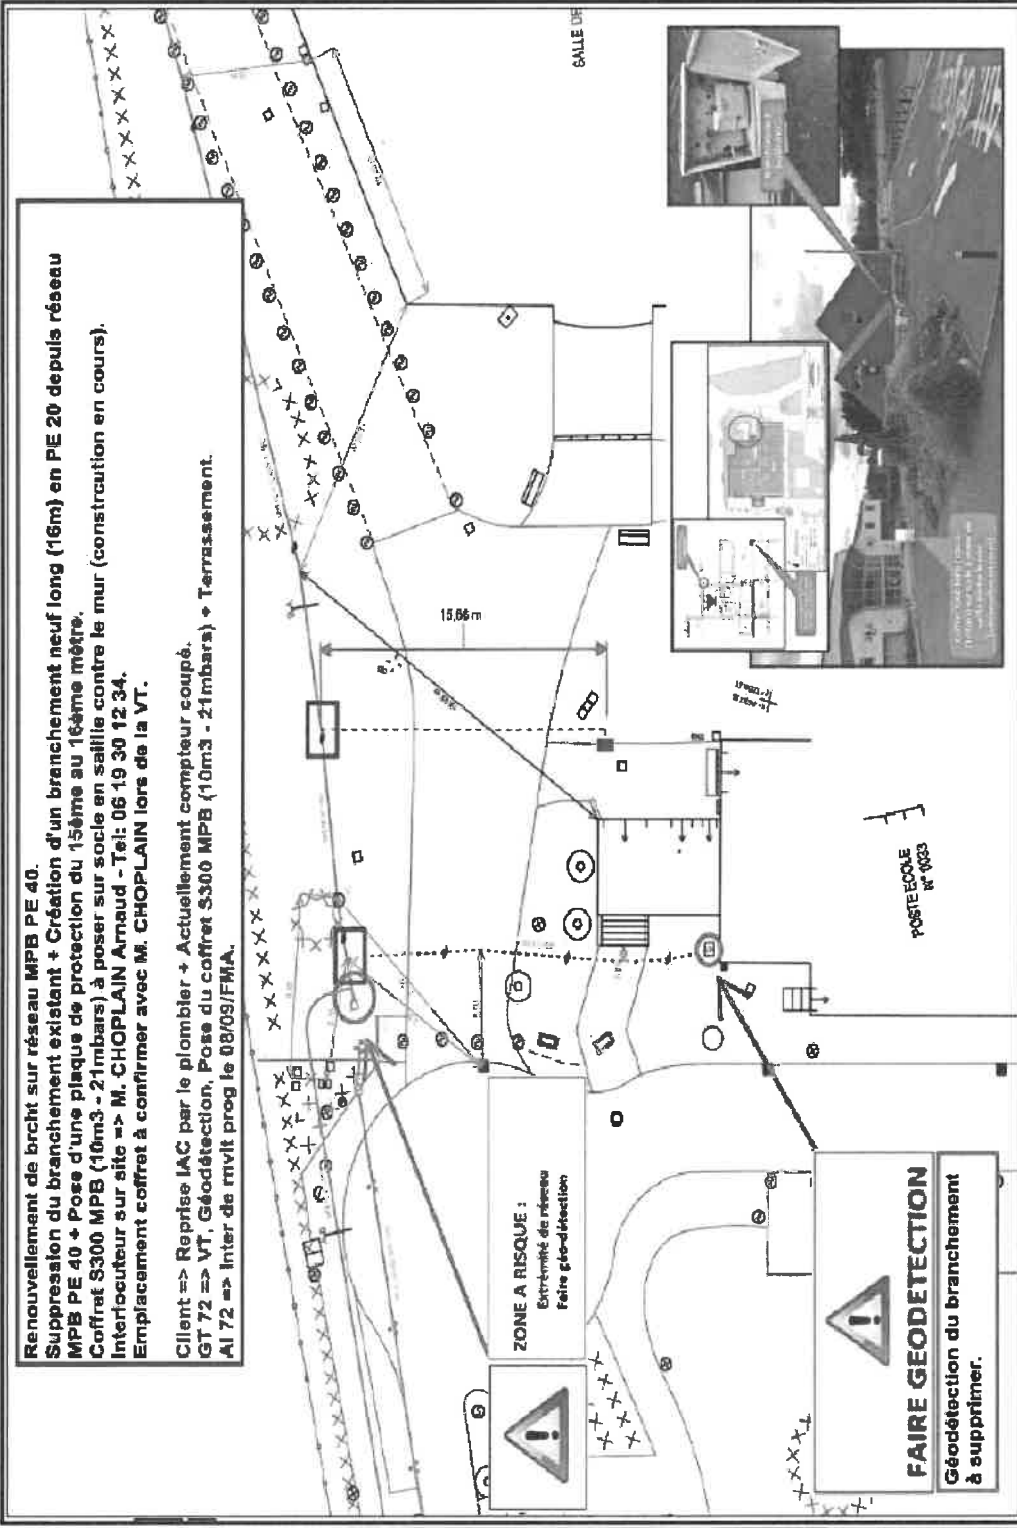 Renouvellement de brcht sur réseau MPB PE 40.
Suppression du branchement existant + Création d'un branchement neuf long (16m) en PE 20 depuis réseau
MPB PE 40 + Pose d'une plaque de protection du 15ème au 16ème mètre.
Coffret S300 MPB (10m3 - 21mbars) à poser sur socle en saillie contre le mur (constrcution en cours).
Interlocuteur sur site => M. CHOPLAIN Arnaud - Tel: 06 19 30 12 34.
Emplacement coffret à confirmer avec M. CHOPLAIN lors de la VT.
Client => Reprise IAC par le plombier + Actuellement compteur coupé.
GT 72 => VT, Géodétection, Pose du coffret S300 MPB (10m3 - 21mbars) + Terrassement.
AI 72 => Inter de mvlt prog le 08/09/FMA.
SALLE DE
15,66 m
POSTE ECOLE
N° 0033
ZONE A RISQUE :
Extrémité de réseau
Faire géo-détection
FAIRE GEODETECTION
Géodétection du branchement
à supprimer.